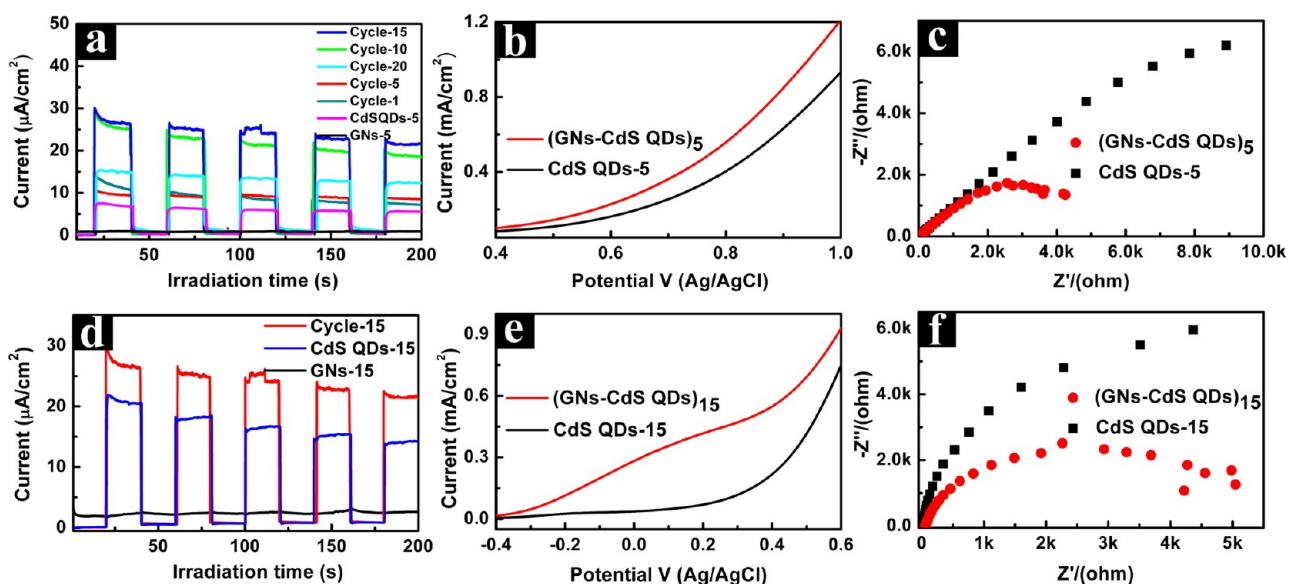 a
50
40
30
20
10
0
Current (µA/cm²)
Cycle-15
Cycle-10
Cycle-20
Cycle-5
Cycle-1
CdSQDs-5
GNs-5
50 100 150 200
Irradiation time (s)
b
1.2
0.8
0.4
Current (mA/cm²)
(GNs-CdS QDs)5
CdS QDs-5
0.4 0.6 0.8 1.0
Potential V (Ag/AgCl)
c
6.0k
4.0k
2.0k
0.0
-Z''/(ohm)
(GNs-CdS QDs)5
CdS QDs-5
0.0 2.0k 4.0k 6.0k 8.0k 10.0k
Z'/(ohm)
d
30
20
10
0
Current (µA/cm²)
Cycle-15
CdS QDs-15
GNs-15
50 100 150 200
Irradiation time (s)
e
0.9
0.6
0.3
0.0
Current (mA/cm²)
(GNs-CdS QDs)15
CdS QDs-15
-0.4 -0.2 0.0 0.2 0.4 0.6
Potential V (Ag/AgCl)
f
6.0k
4.0k
2.0k
0.0
-Z''/(ohm)
(GNs-CdS QDs)15
CdS QDs-15
0 1k 2k 3k 4k 5k
Z'/(ohm)